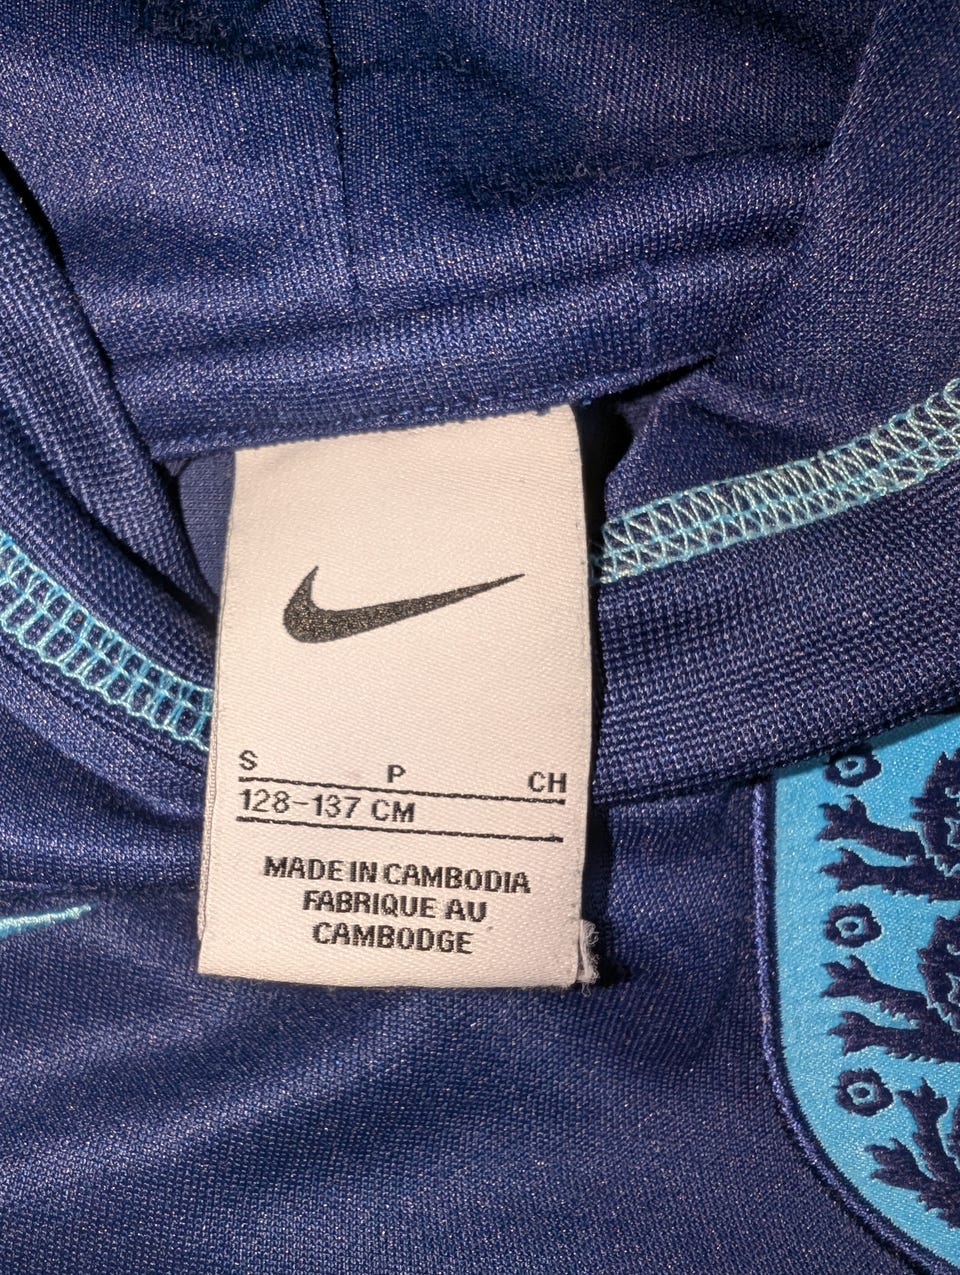 S P CH
128-137 CM
MADE IN CAMBODIA
FABRIQUE AU
CAMBODGE